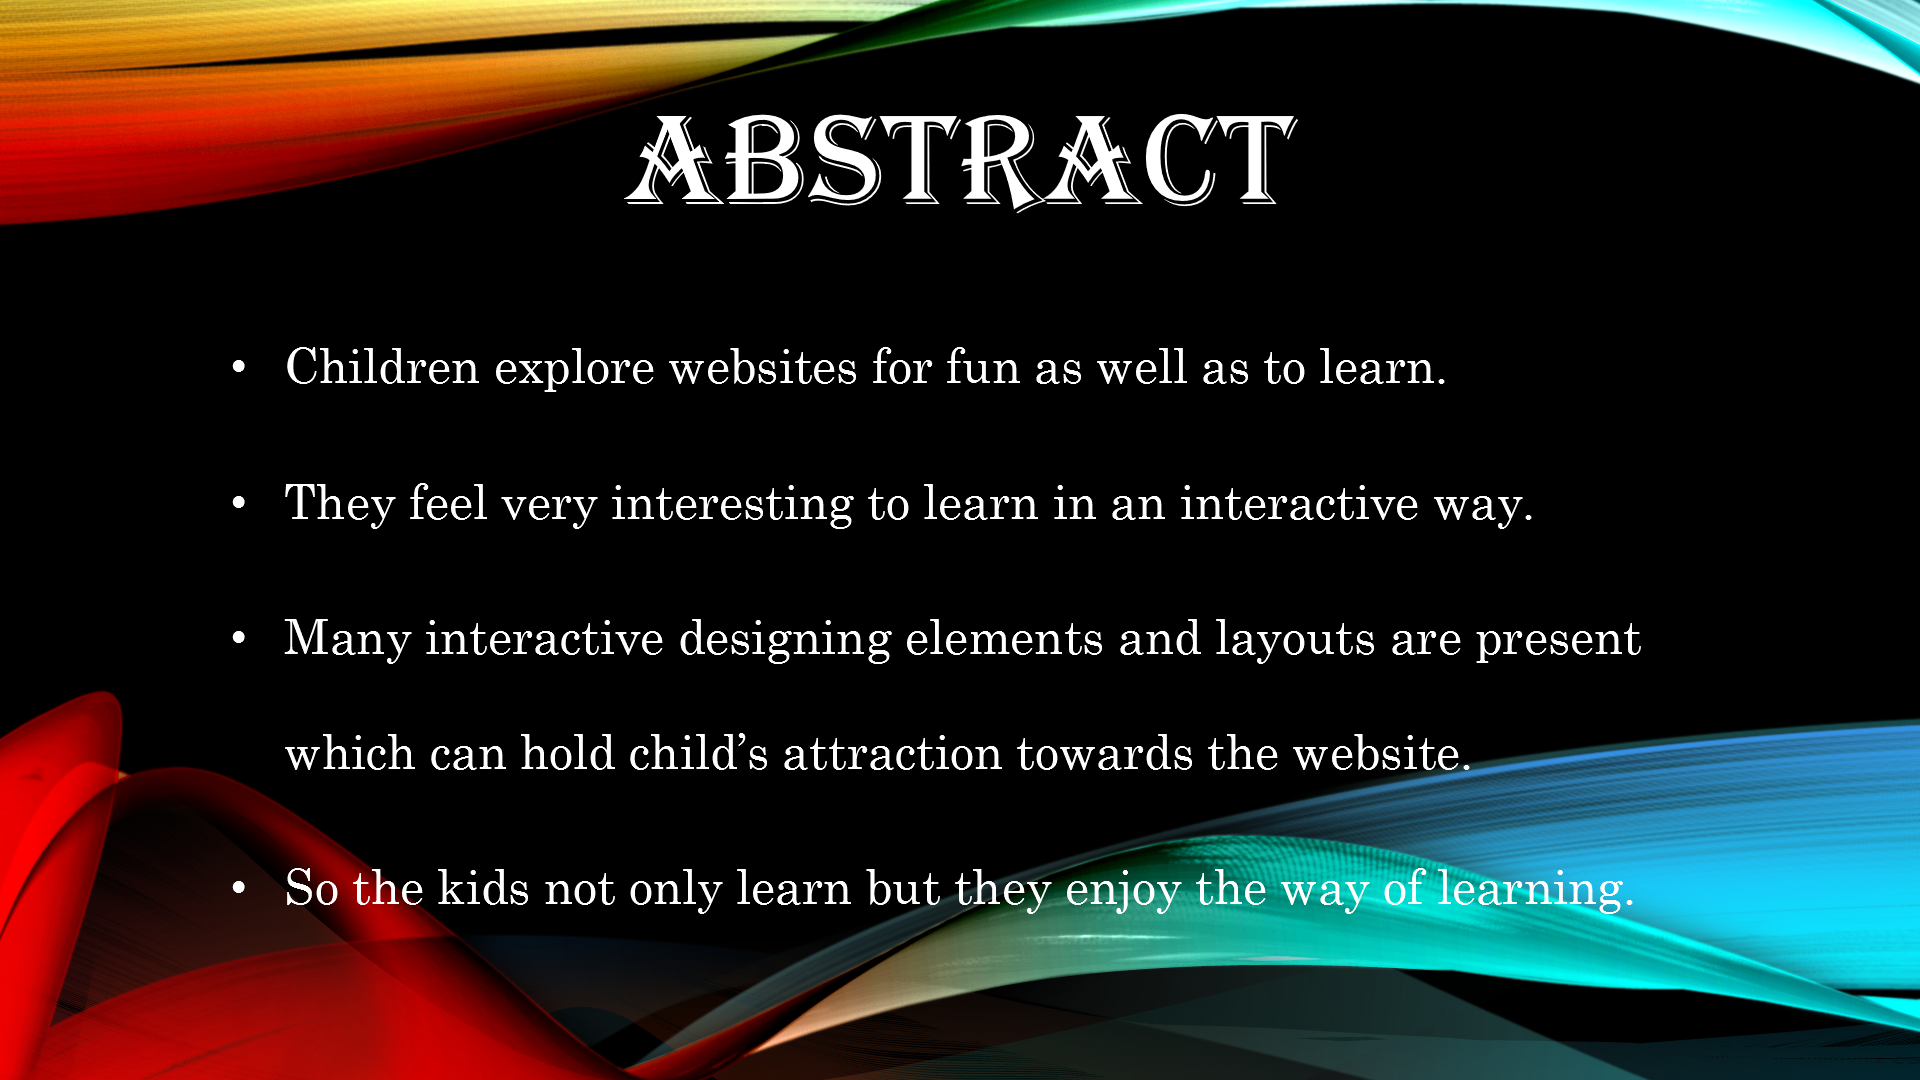 ABSTRACT
• Children explore websites for fun as well as to learn.
• They feel very interesting to learn in an interactive way.
• Many interactive designing elements and layouts are present
which can hold child’s attraction towards the website.
• So the kids not only learn but they enjoy the way of learning.